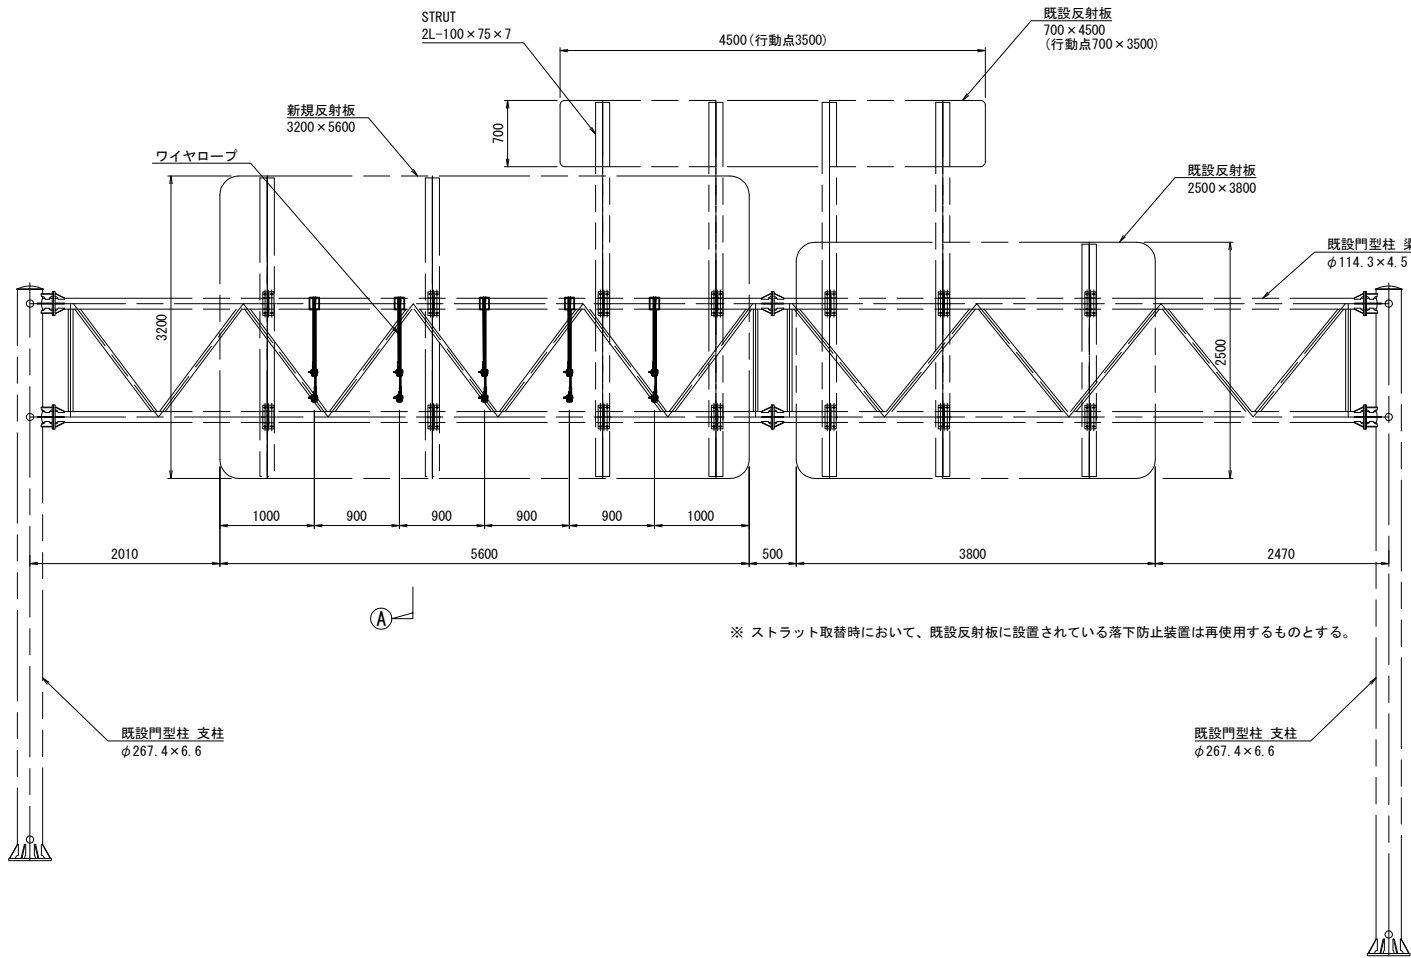 STRUT
2L-100×75×7
4500(行動点3500)
既設反射板
700×4500
(行動点700×3500)
700
新規反射板
3200×5600
ワイヤロープ
既設反射板
2500×3800
既設門型柱
φ114.3×4.5
3200
2500
1000 900 900 900 900 1000
2010 5600 500 3800 2470
A
※ ストラット取替時において、既設反射板に設置されている落下防止装置は再使用するものとする。
既設門型柱 支柱
φ267.4×6.6
既設門型柱 支柱
φ267.4×6.6